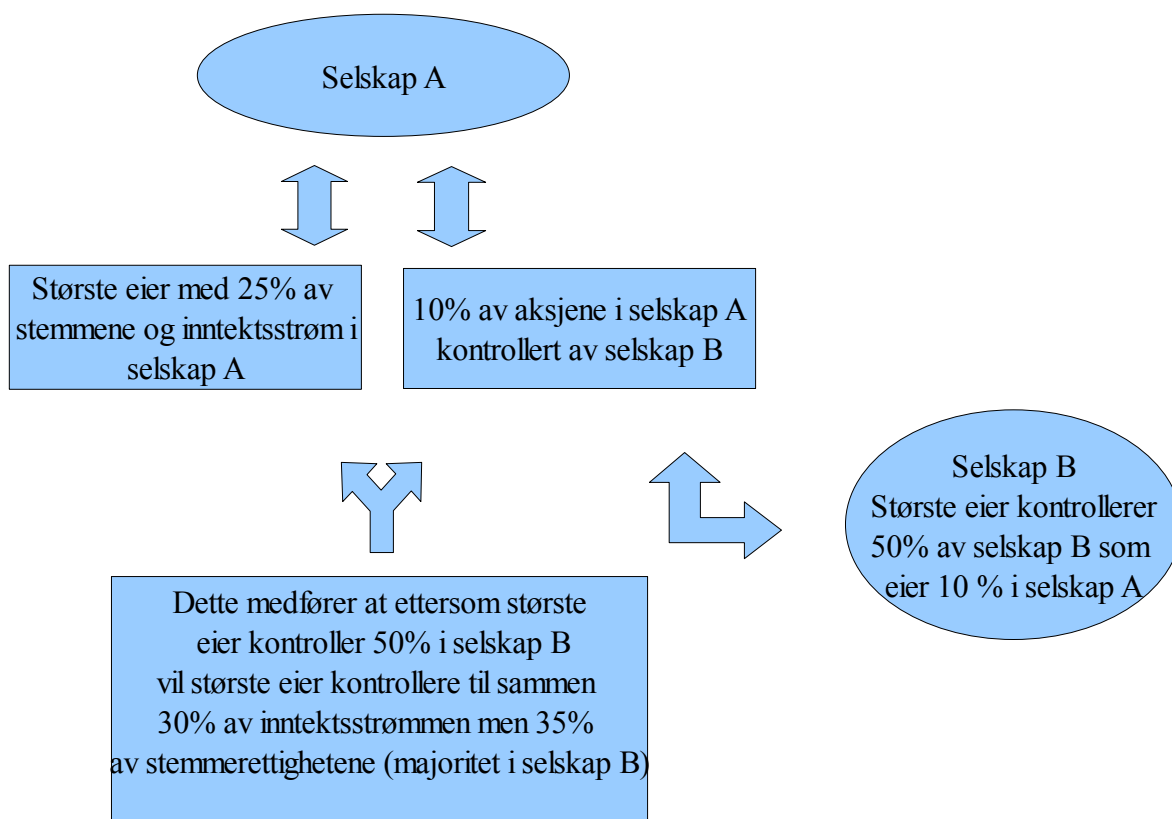 Selskap A
Største eier med 25% av
stemmene og inntektsstrøm i
selskap A
10% av aksjene i selskap A
kontrollert av selskap B
Selskap B
Største eier kontrollerer
50% av selskap B som
eier 10 % i selskap A
Dette medfører at ettersom største
eier kontroller 50% i selskap B
vil største eier kontrollere til sammen
30% av inntektsstrømmen men 35%
av stemmerettighetene (majoritet i selskap B)